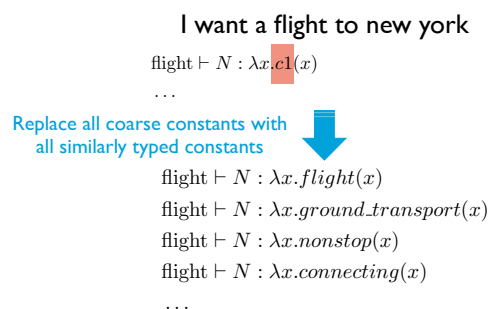 I want a flight to new york
flight ⊢ N : λx.c1(x)
...
Replace all coarse constants with
all similarly typed constants
flight ⊢ N : λx.flight(x)
flight ⊢ N : λx.ground_transport(x)
flight ⊢ N : λx.nonstop(x)
flight ⊢ N : λx.connecting(x)
...